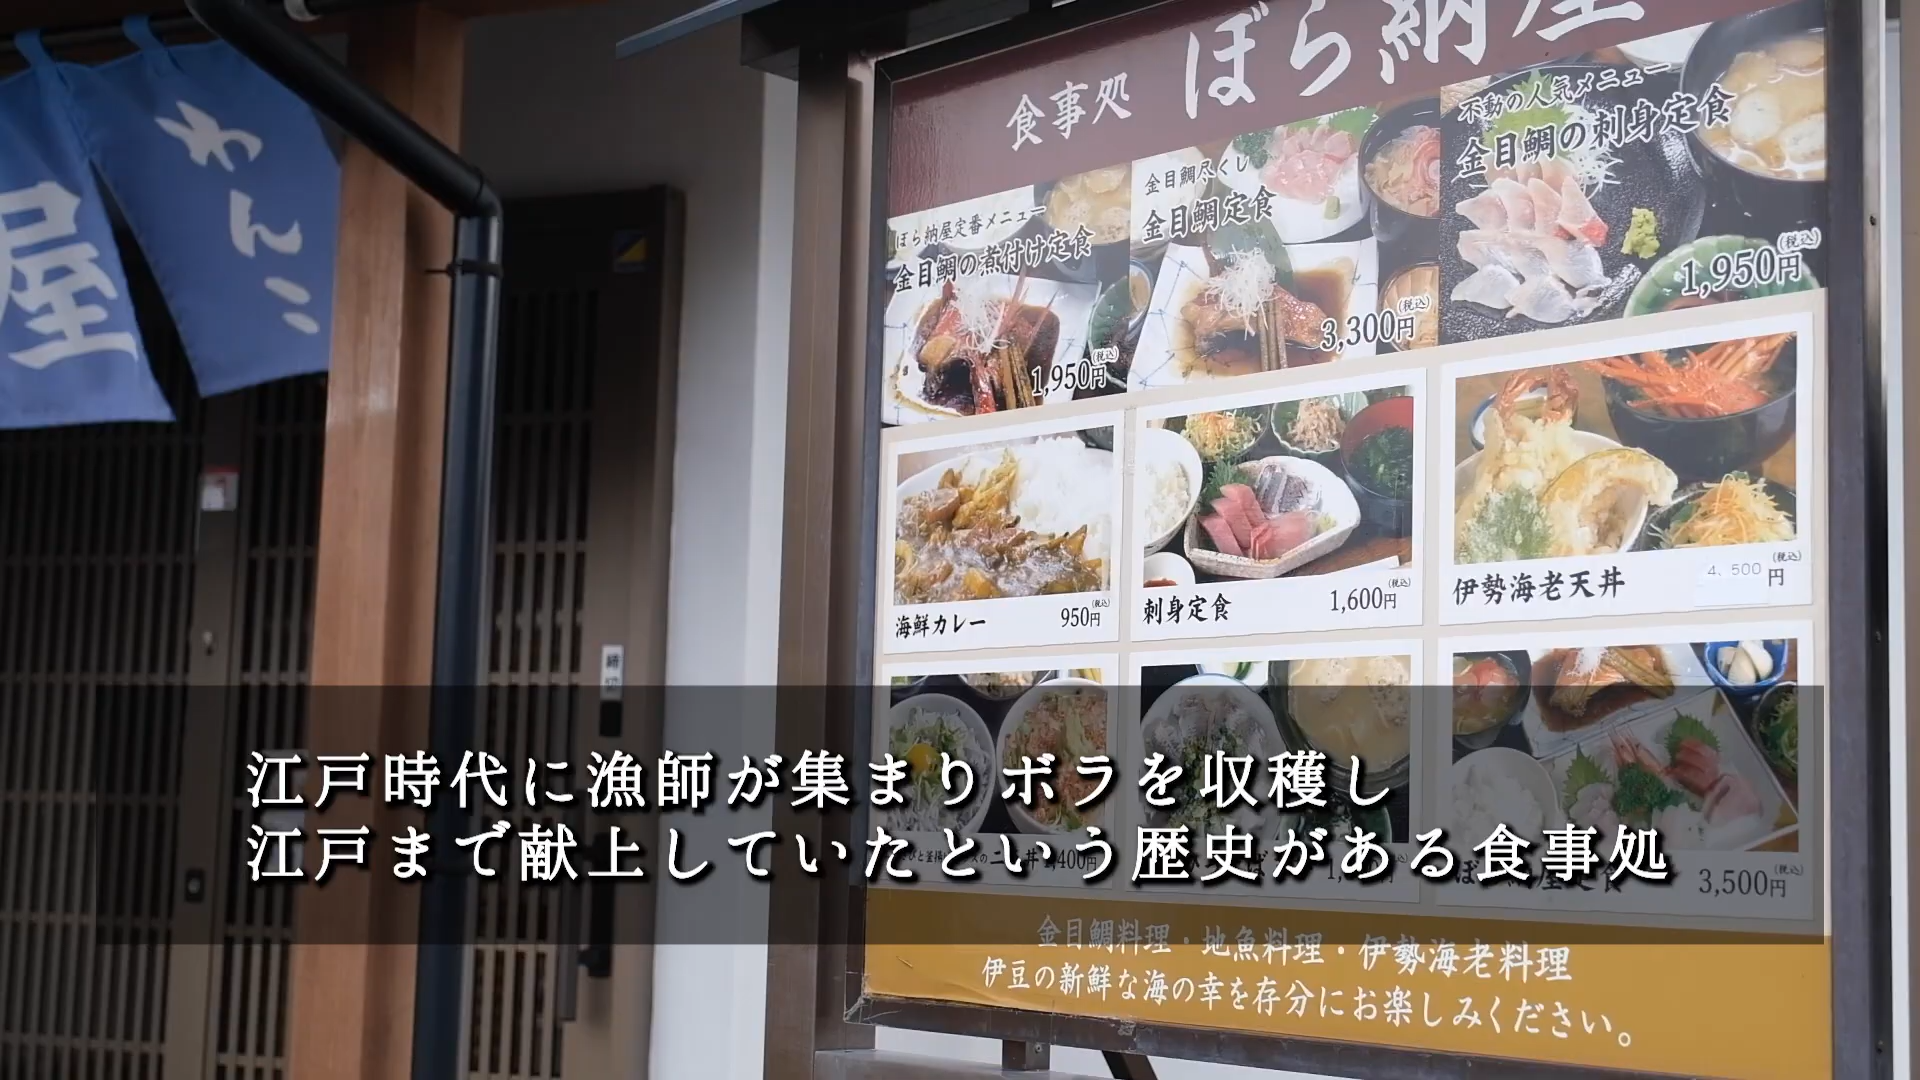 わんこ
屋
食事処 ぼら納屋
ぼら納屋定番メニュー
金目鯛の煮付け定食
1,950円(税込)
金目鯛尽くし
金目鯛定食
3,300円(税込)
不動の人気メニュー
金目鯛の刺身定食
1,950円(税込)
海鮮カレー 950円(税込)
刺身定食 1,600円(税込)
伊勢海老天丼 4,500円(税込)
江戸時代に漁師が集まりボラを収穫し
江戸まで献上していたという歴史がある食事処
丼 1,400円
3,500円(税込)
金目鯛料理・地魚料理・伊勢海老料理
伊豆の新鮮な海の幸を存分にお楽しみください。